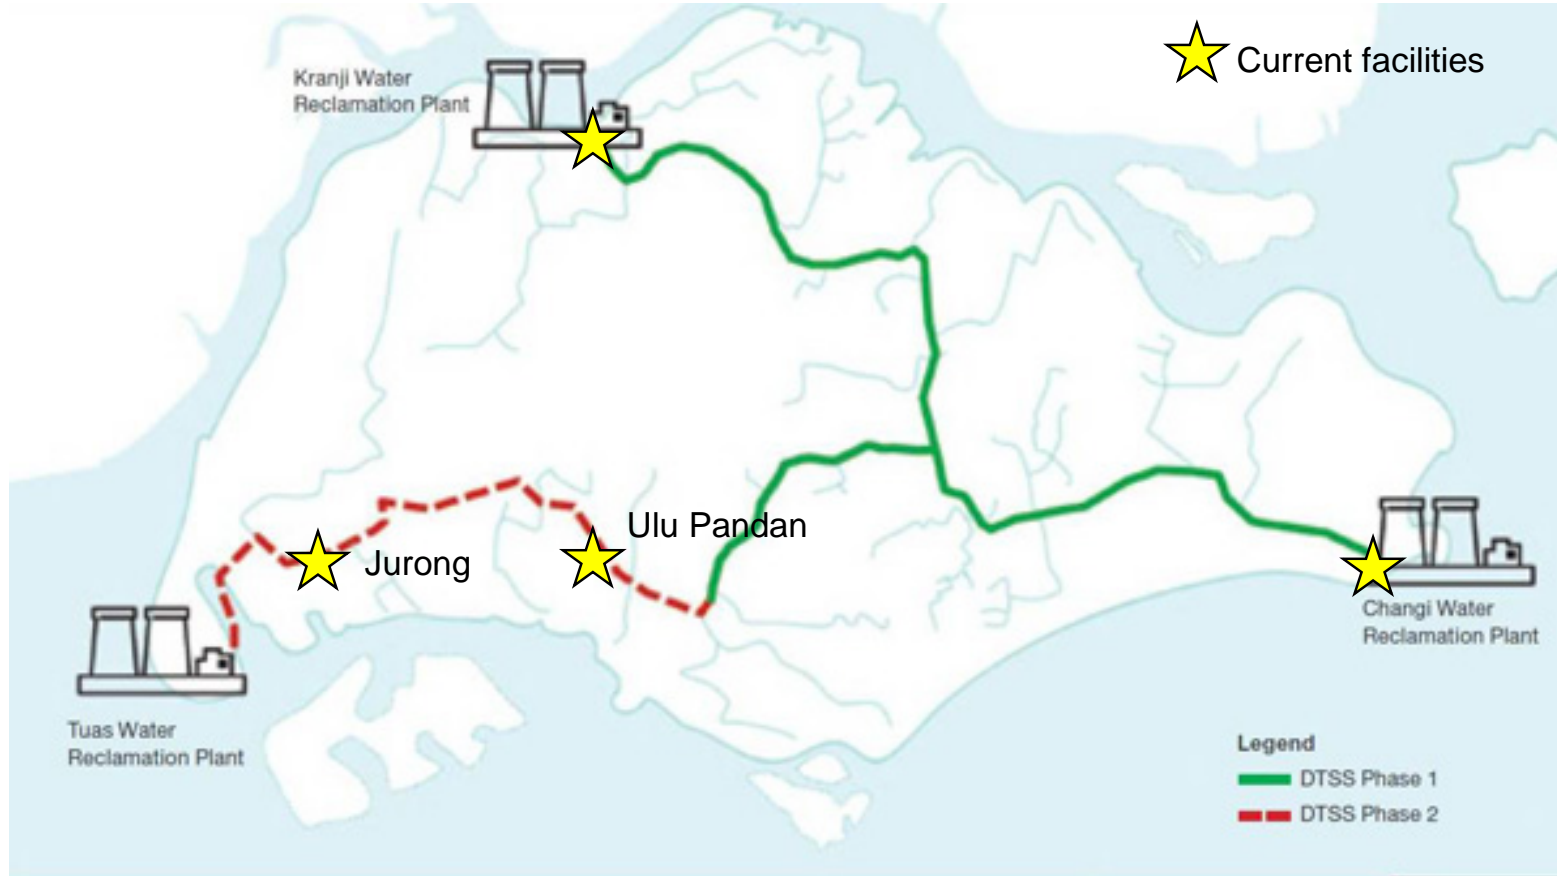 Current facilities
Kranji Water
Reclamation Plant
Ulu Pandan
Jurong
Changi Water
Reclamation Plant
Tuas Water
Reclamation Plant
Legend
DTSS Phase 1
DTSS Phase 2